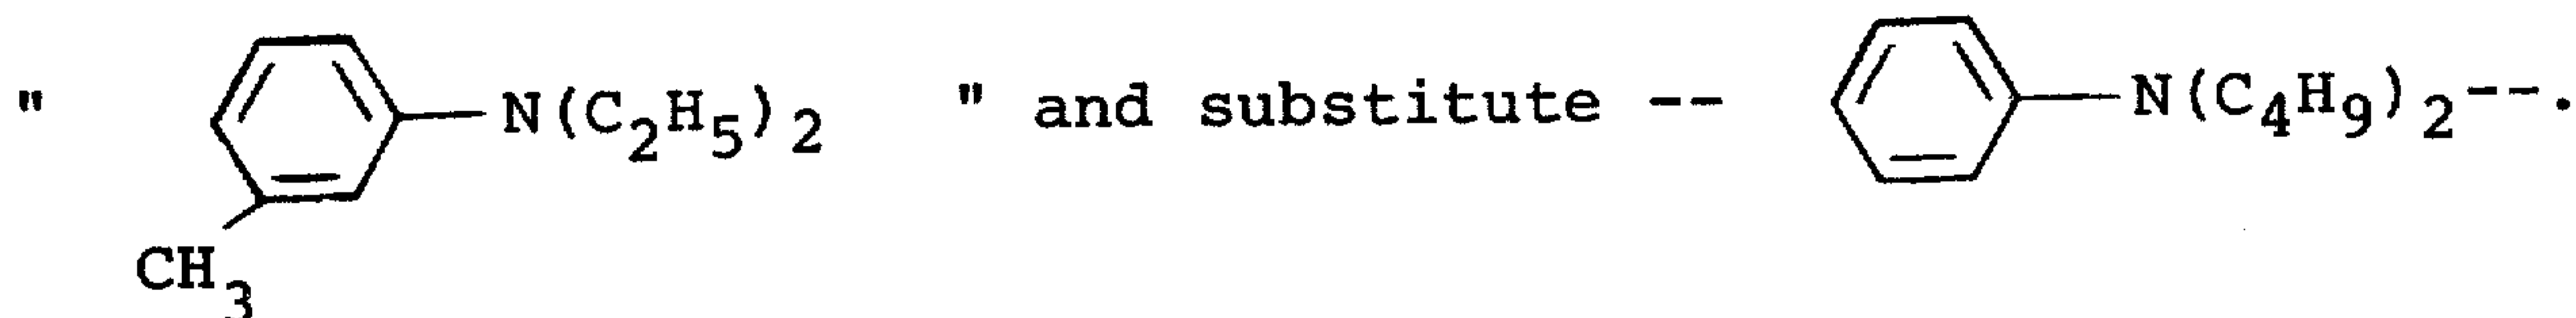 " N(C₂H₅)₂ " and substitute -- N(C₄H₉)₂--.
CH₃